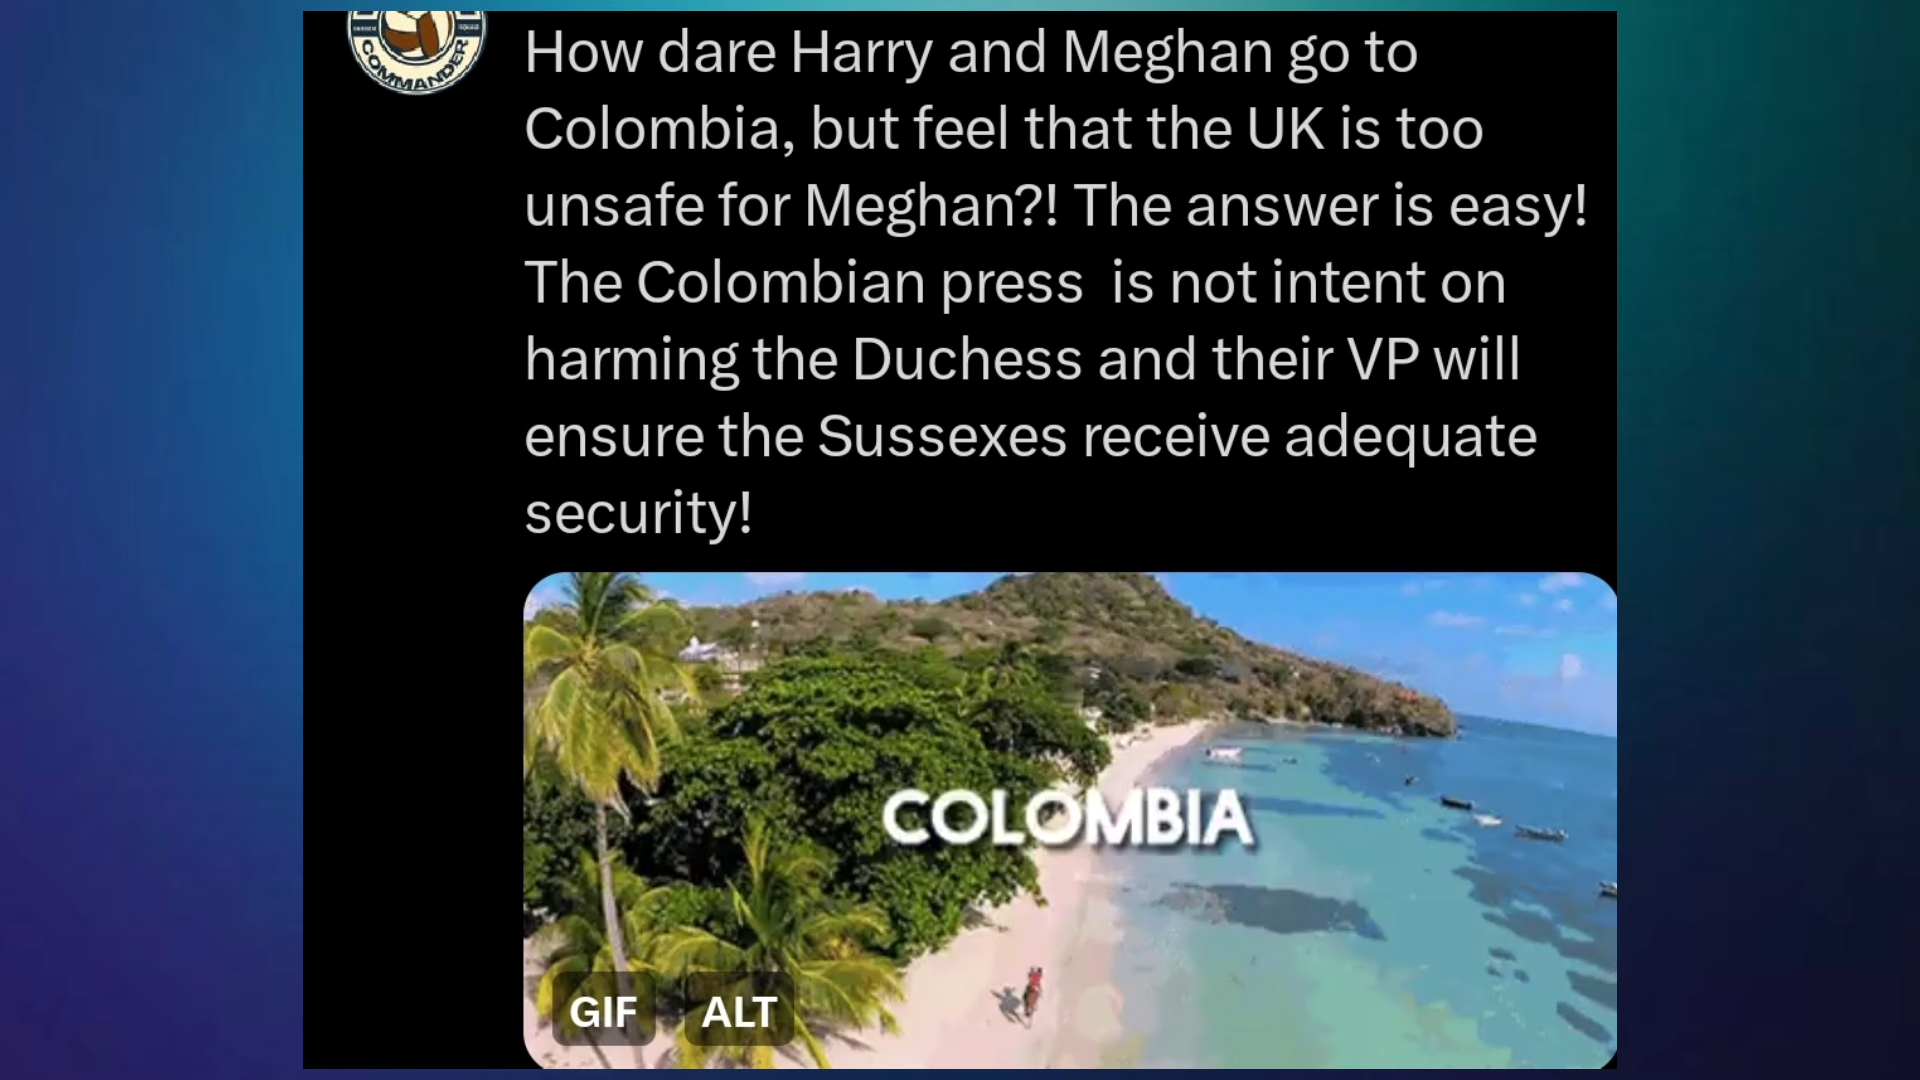 COMMANDER
How dare Harry and Meghan go to
Colombia, but feel that the UK is too
unsafe for Meghan?! The answer is easy!
The Colombian press  is not intent on
harming the Duchess and their VP will
ensure the Sussexes receive adequate
security!
COLOMBIA
GIF
ALT